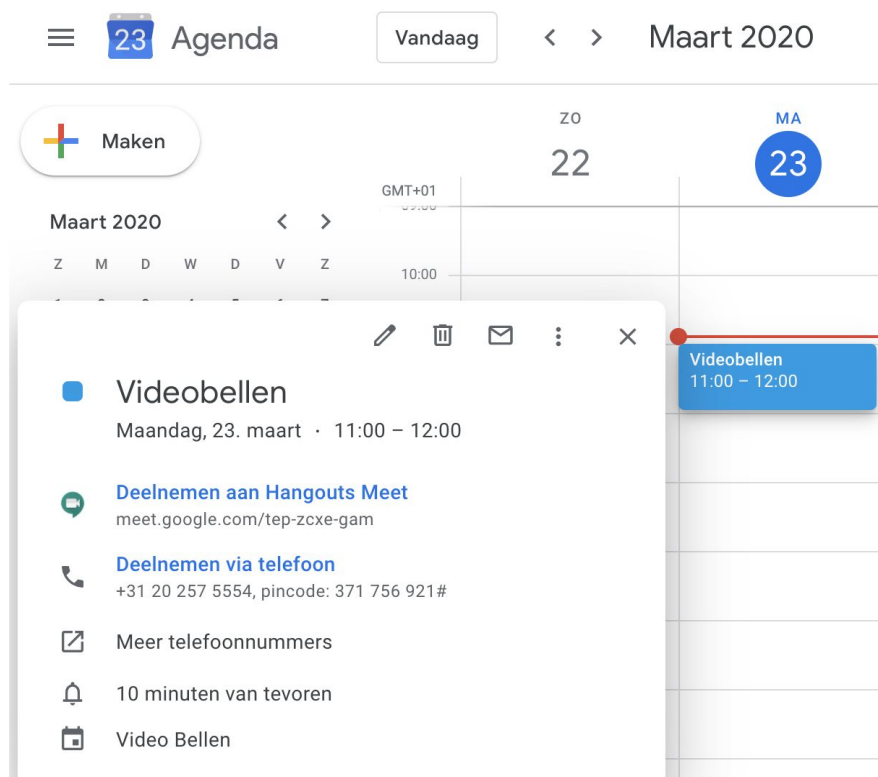 23 Agenda Vandaag Maart 2020
Maken
ZO MA
22 23
GMT+01
Maart 2020
Z M D W D V Z
10:00
Videobellen
11:00 – 12:00
Videobellen
Maandag, 23. maart · 11:00 – 12:00
Deelnemen aan Hangouts Meet
meet.google.com/tep-zcxe-gam
Deelnemen via telefoon
+31 20 257 5554, pincode: 371 756 921#
Meer telefoonnummers
10 minuten van tevoren
Video Bellen